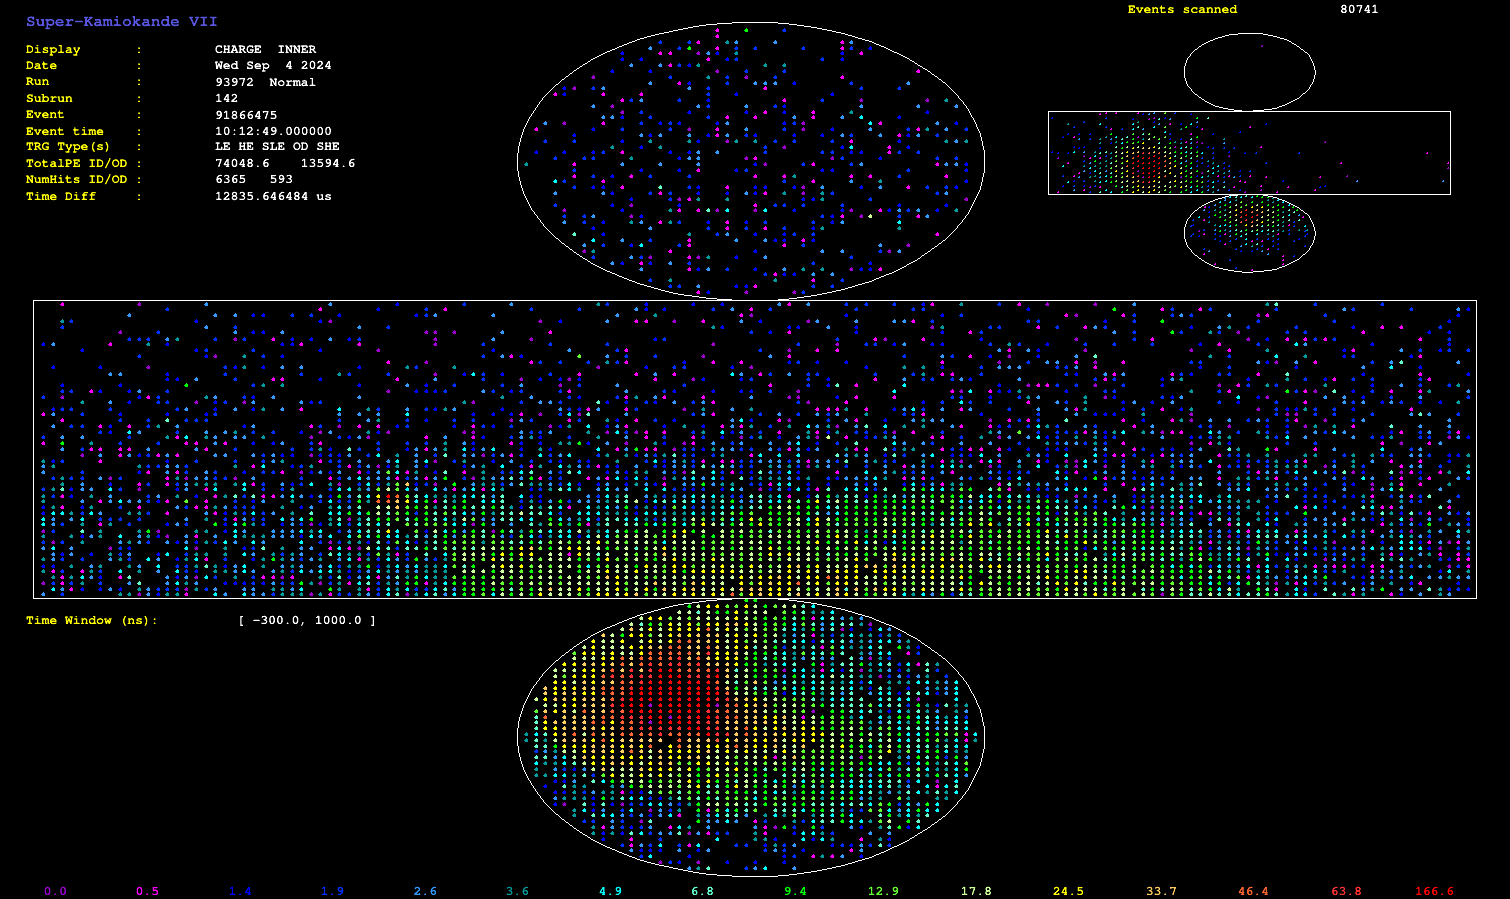 Super-Kamiokande VII
Events scanned 80741
Display : CHARGE INNER
Date : Wed Sep 4 2024
Run : 93972 Normal
Subrun : 142
Event : 91866475
Event time : 10:12:49.000000
TRG Type(s) : LE HE SLE OD SHE
TotalPE ID/OD : 74048.6 13594.6
NumHits ID/OD : 6365 593
Time Diff : 12835.646484 us
Time Window (ns): [ -300.0, 1000.0 ]
0.0 0.5 1.4 1.9 2.6 3.6 4.9 6.8 9.4 12.9 17.8 24.5 33.7 46.4 63.8 166.6